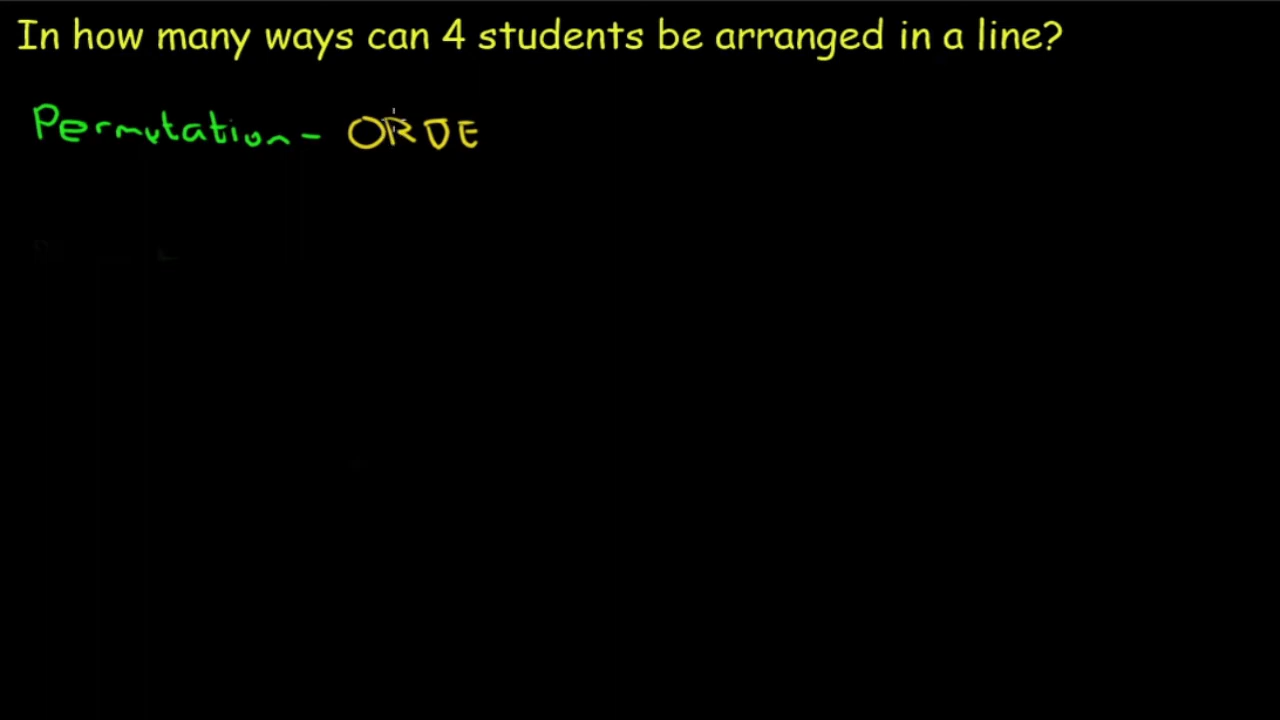 In how many ways can 4 students be arranged in a line?
Permutation - ORDE